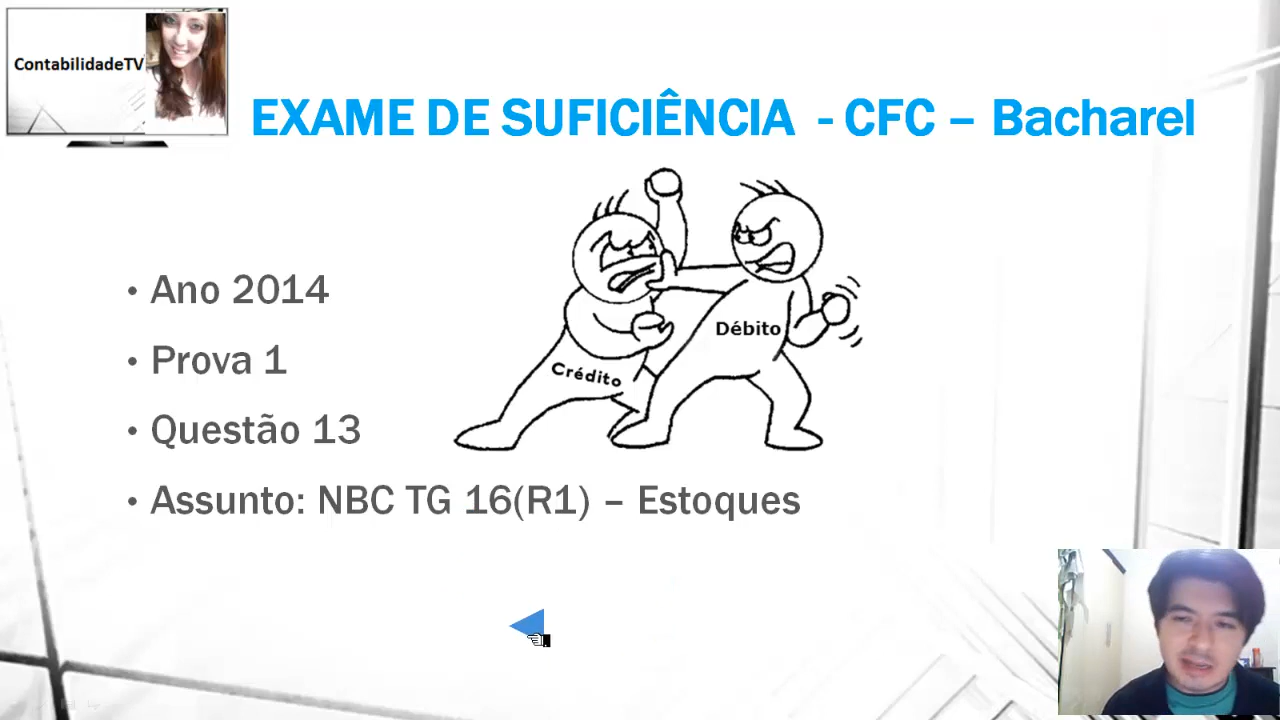 ContabilidadeTV
EXAME DE SUFICIÊNCIA - CFC – Bacharel
Crédito
Débito
• Ano 2014
• Prova 1
• Questão 13
• Assunto: NBC TG 16(R1) – Estoques